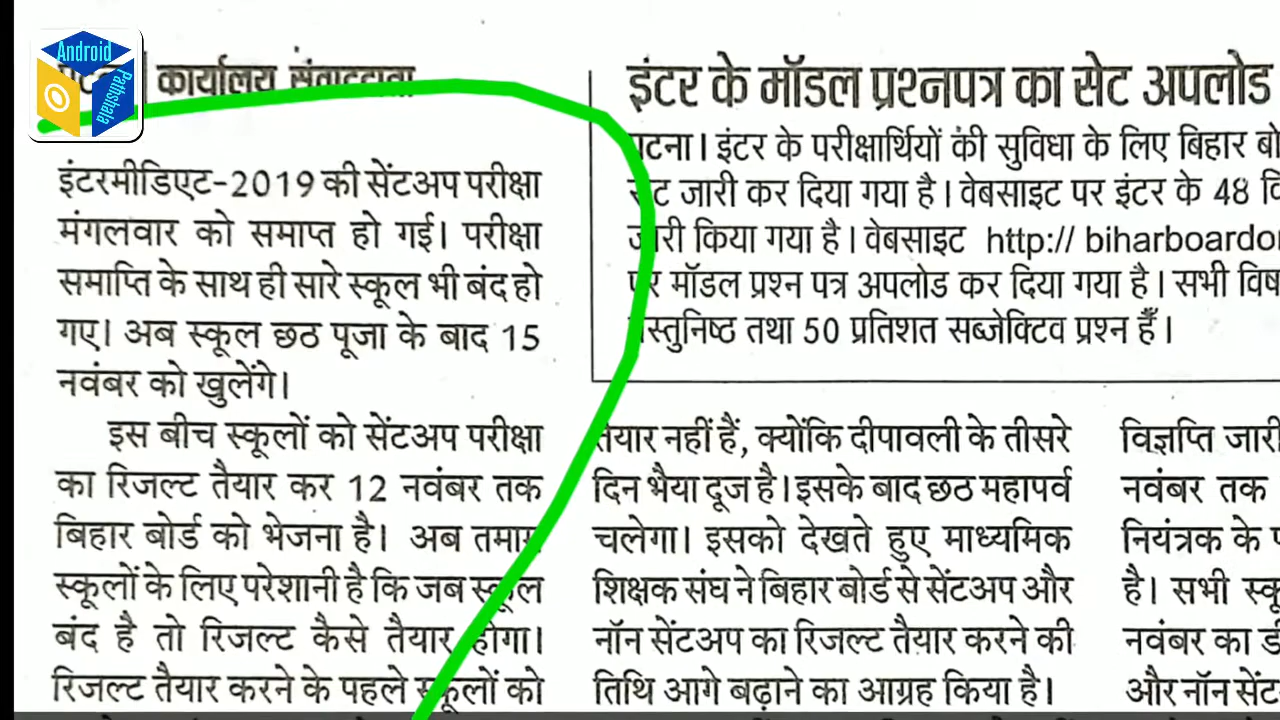 Android
Pathshala
कार्यालय संवाददाता
इंटरमीडिएट-2019 की सेंटअप परीक्षा
मंगलवार को समाप्त हो गई। परीक्षा
समाप्ति के साथ ही सारे स्कूल भी बंद हो
गए। अब स्कूल छठ पूजा के बाद 15
नवंबर को खुलेंगे।
इस बीच स्कूलों को सेंटअप परीक्षा
का रिजल्ट तैयार कर 12 नवंबर तक
बिहार बोर्ड को भेजना है। अब तमाम
स्कूलों के लिए परेशानी है कि जब स्कूल
बंद है तो रिजल्ट कैसे तैयार होगा।
रिजल्ट तैयार करने के पहले स्कूलों को
इंटर के मॉडल प्रश्नपत्र का सेट अपलोड
पटना। इंटर के परीक्षार्थियों की सुविधा के लिए बिहार बो
सेट जारी कर दिया गया है। वेबसाइट पर इंटर के 48 वि
जारी किया गया है। वेबसाइट http:// biharboardon
पर मॉडल प्रश्न पत्र अपलोड कर दिया गया है। सभी विष
वस्तुनिष्ठ तथा 50 प्रतिशत सब्जेक्टिव प्रश्न हैं।
तैयार नहीं हैं, क्योंकि दीपावली के तीसरे
दिन भैया दूज है। इसके बाद छठ महापर्व
चलेगा। इसको देखते हुए माध्यमिक
शिक्षक संघ ने बिहार बोर्ड से सेंटअप और
नॉन सेंटअप का रिजल्ट तैयार करने की
तिथि आगे बढ़ाने का आग्रह किया है।
विज्ञप्ति जारी
नवंबर तक
नियंत्रक के
है। सभी स्कू
नवंबर का डी
और नॉन सेंट